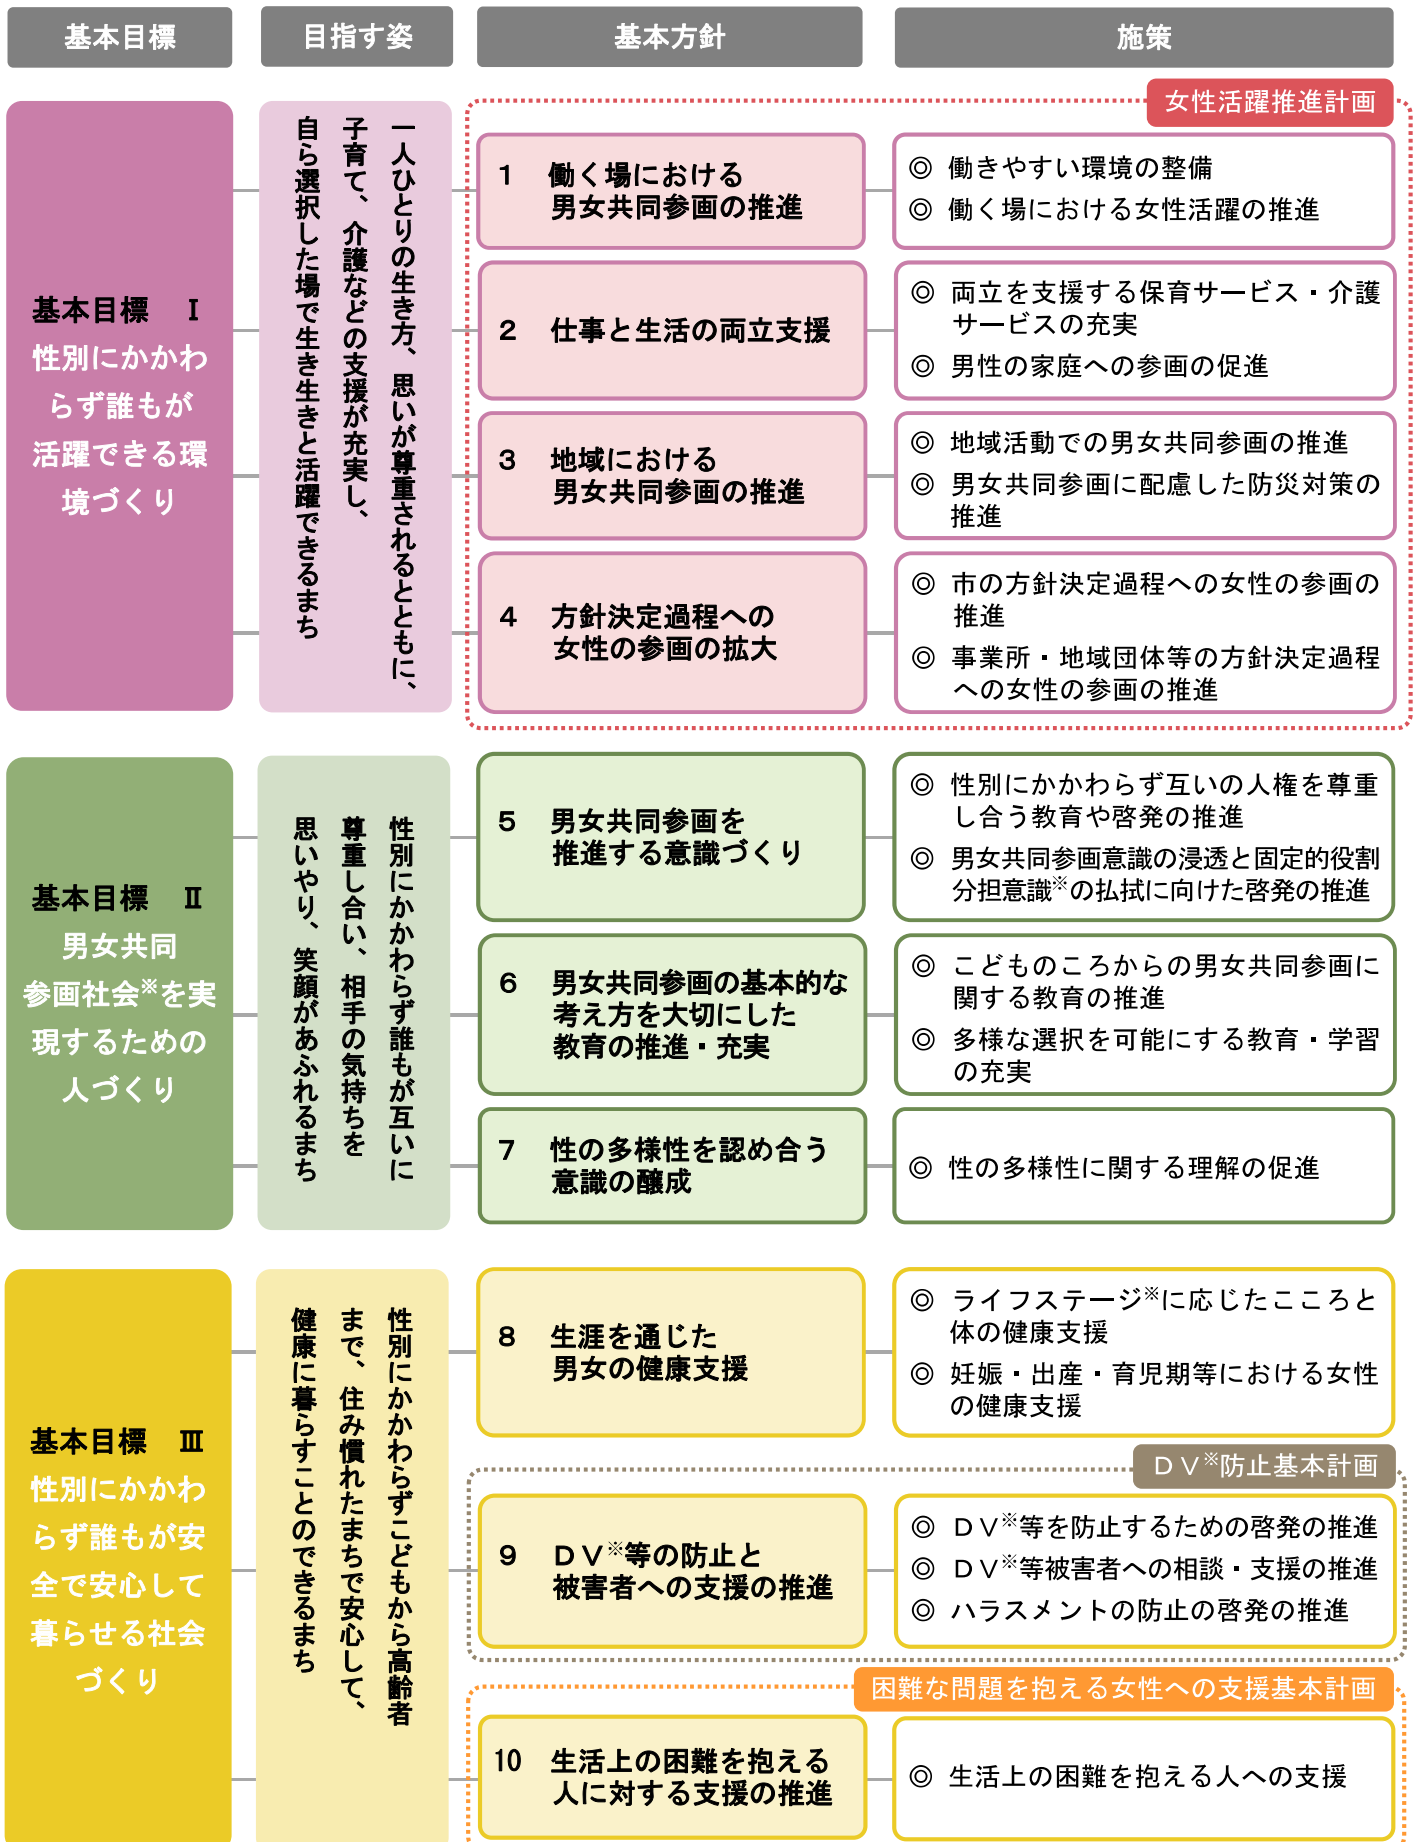 基本目標
目指す姿
基本方針
施策
基本目標　Ⅰ
性別にかかわ
らず誰もが
活躍できる環
境づくり
一人ひとりの生き方、思いが尊重されるとともに、
子育て、介護などの支援が充実し、
自ら選択した場で生き生きと活躍できるまち
女性活躍推進計画
1　働く場における
男女共同参画の推進
◎ 働きやすい環境の整備
◎ 働く場における女性活躍の推進
2　仕事と生活の両立支援
◎ 両立を支援する保育サービス・介護
サービスの充実
◎ 男性の家庭への参画の促進
3　地域における
男女共同参画の推進
◎ 地域活動での男女共同参画の推進
◎ 男女共同参画に配慮した防災対策の
推進
4　方針決定過程への
女性の参画の拡大
◎ 市の方針決定過程への女性の参画の
推進
◎ 事業所・地域団体等の方針決定過程
への女性の参画の推進
基本目標　Ⅱ
男女共同
参画社会※を実
現するための
人づくり
性別にかかわらず誰もが互いに
尊重し合い、相手の気持ちを
思いやり、笑顔があふれるまち
5　男女共同参画を
推進する意識づくり
◎ 性別にかかわらず互いの人権を尊重
し合う教育や啓発の推進
◎ 男女共同参画意識の浸透と固定的役割
分担意識※の払拭に向けた啓発の推進
6　男女共同参画の基本的な
考え方を大切にした
教育の推進・充実
◎ こどものころからの男女共同参画に
関する教育の推進
◎ 多様な選択を可能にする教育・学習
の充実
7　性の多様性を認め合う
意識の醸成
◎ 性の多様性に関する理解の促進
基本目標　Ⅲ
性別にかかわ
らず誰もが安
全で安心して
暮らせる社会
づくり
性別にかかわらずこどもから高齢者
まで、住み慣れたまちで安心して、
健康に暮らすことのできるまち
8　生涯を通じた
男女の健康支援
◎ ライフステージ※に応じたこころと
体の健康支援
◎ 妊娠・出産・育児期等における女性
の健康支援
ＤＶ※防止基本計画
9　ＤＶ※等の防止と
被害者への支援の推進
◎ ＤＶ※等を防止するための啓発の推進
◎ ＤＶ※等被害者への相談・支援の推進
◎ ハラスメントの防止の啓発の推進
困難な問題を抱える女性への支援基本計画
10　生活上の困難を抱える
人に対する支援の推進
◎ 生活上の困難を抱える人への支援